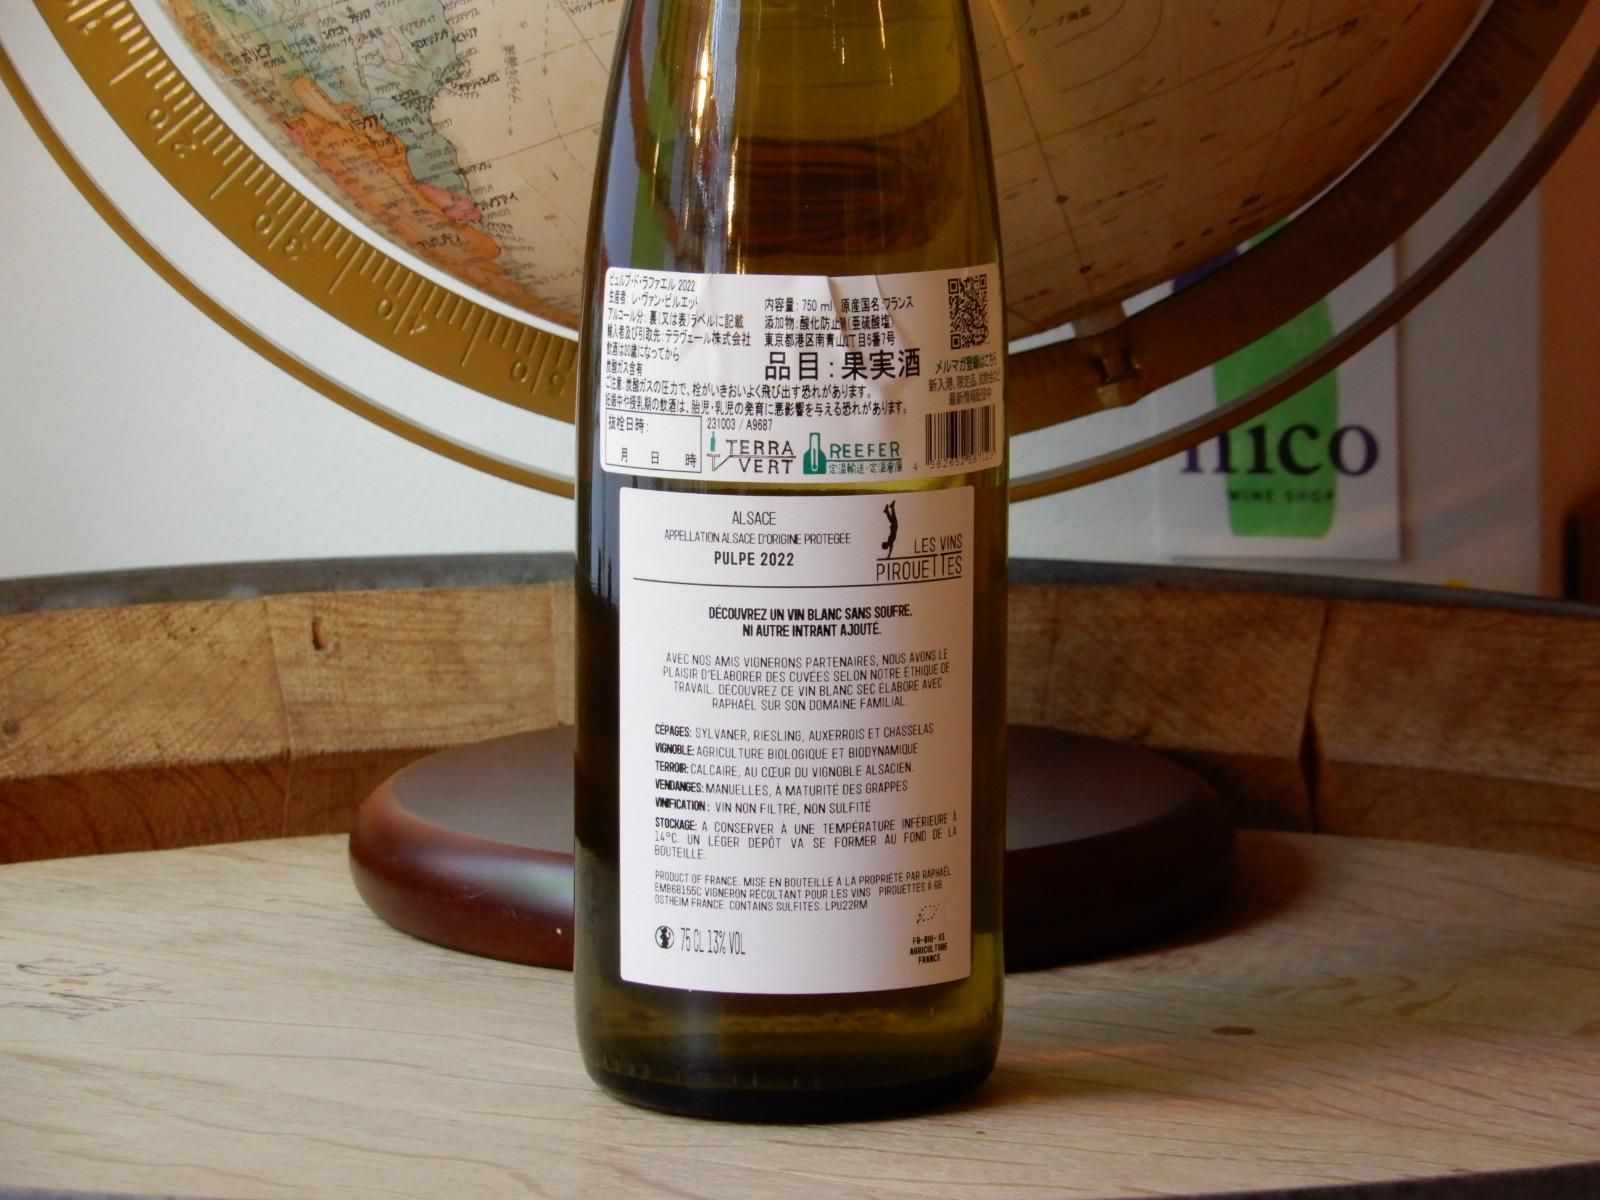 ピュルプ・ド・ラファエル 2022
生産者: レ・ヴァン・ピルエット
アルコール分: 裏(又は表)ラベルに記載
輸入者及び引取先: テラヴェール株式会社
飲酒は20歳になってから
炭酸ガス含有
内容量: 750 ml 原産国名:フランス
添加物:酸化防止剤(亜硫酸塩)
東京都港区南青山2丁目5番7号
品目:果実酒
ご注意:炭酸ガスの圧力で、栓がいきおいよく飛び出す恐れがあります。
妊娠中や授乳期の飲酒は、胎児・乳児の発育に悪影響を与える恐れがあります。
メルマガ登録はこちら
新入港、限定品、試飲会など
最新情報配信中
抜栓日時:
月 日 時
231003 / A9687
TERRA
VERT
REEFER
定温輸送・定温倉庫
ALSACE
APPELLATION ALSACE D'ORIGINE PROTEGEE
PULPE 2022
LES VINS
PIROUETTES
DÉCOUVREZ UN VIN BLANC SANS SOUFRE.
NI AUTRE INTRANT AJOUTÉ.
AVEC NOS AMIS VIGNERONS PARTENAIRES, NOUS AVONS LE
PLAISIR D'ÉLABORER DES CUVÉES SELON NOTRE ÉTHIQUE DE
TRAVAIL. DÉCOUVREZ CE VIN BLANC SEC ÉLABORÉ AVEC
RAPHAËL SUR SON DOMAINE FAMILIAL.
CÉPAGES: SYLVANER, RIESLING, AUXERROIS ET CHASSELAS
VIGNOBLE: AGRICULTURE BIOLOGIQUE ET BIODYNAMIQUE
TERROIR: CALCAIRE, AU CŒUR DU VIGNOBLE ALSACIEN.
VENDANGES: MANUELLES, À MATURITÉ DES GRAPPES
VINIFICATION: VIN NON FILTRÉ, NON SULFITÉ
STOCKAGE: A CONSERVER À UNE TEMPÉRATURE INFÉRIEURE À
14°C. UN LÉGER DEPÔT VA SE FORMER AU FOND DE LA
BOUTEILLE.
PRODUCT OF FRANCE. MISE EN BOUTEILLE À LA PROPRIÉTÉ PAR RAPHAËL
EMB68155C VIGNERON RÉCOLTANT POUR LES VINS PIROUETTES A 68
OSTHEIM FRANCE. CONTAINS SULFITES. LPU22RM
75 CL 13% VOL
FR-BIO- 01
AGRICULTURE
FRANCE
nico
WINE SHOP